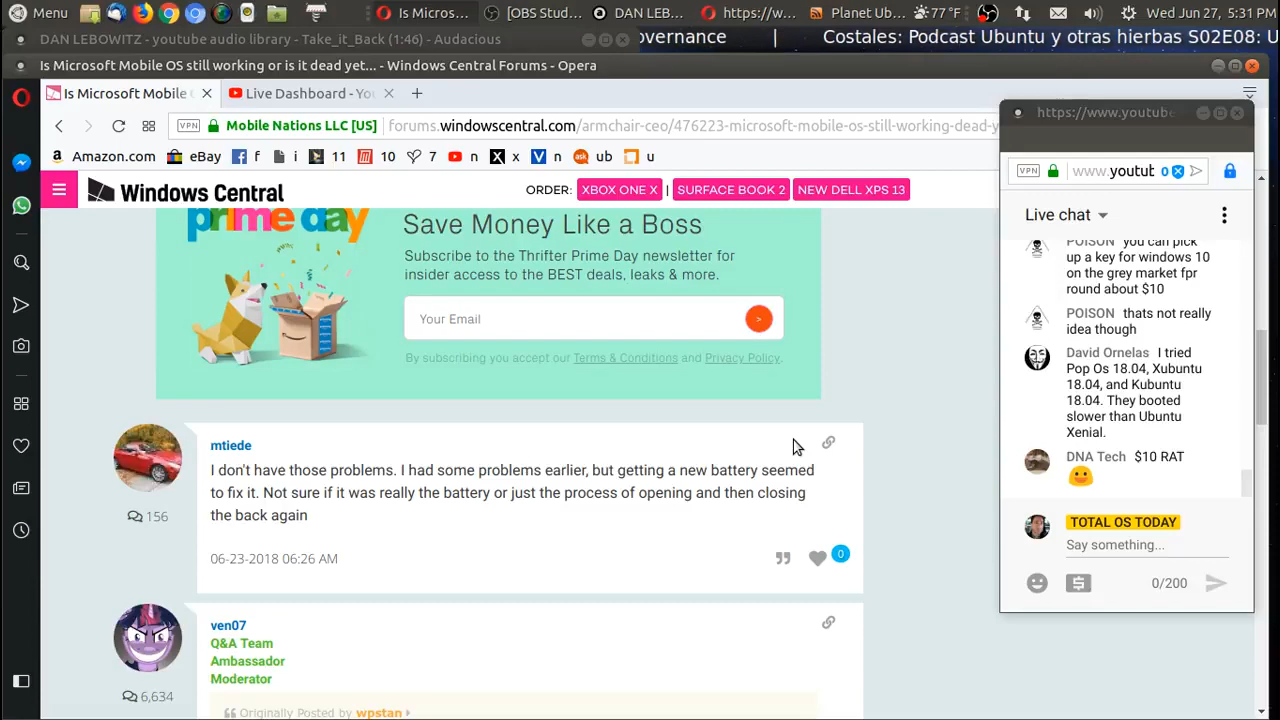 Menu
Is Micros...
[OBS Stud...
DAN LEB...
https://w...
Planet Ub...
77 °F
Wed Jun 27, 5:31 PM
DAN LEBOWITZ - youtube audio library - Take_it_Back (1:46) - Audacious
overnance | Costales: Podcast Ubuntu y otras hierbas S02E08: U
Is Microsoft Mobile OS still working or is it dead yet... - Windows Central Forums - Opera
Is Microsoft Mobile
Live Dashboard - Yo
VPN
Mobile Nations LLC [US]
forums.windowscentral.com/armchair-ceo/476223-microsoft-mobile-os-still-working-dead-y
Amazon.com
eBay
f
i
11
10
7
n
x
n
ub
u
Windows Central
ORDER: XBOX ONE X | SURFACE BOOK 2 NEW DELL XPS 13
prime day
Save Money Like a Boss
Subscribe to the Thrifter Prime Day newsletter for
insider access to the BEST deals, leaks & more.
Your Email
>
By subscribing you accept our Terms & Conditions and Privacy Policy.
mtiede
I don't have those problems. I had some problems earlier, but getting a new battery seemed
to fix it. Not sure if it was really the battery or just the process of opening and then closing
the back again
156
06-23-2018 06:26 AM
0
ven07
Q&A Team
Ambassador
Moderator
6,634
Originally Posted by wpstan
https://www.youtube
VPN
www.youtub
0
Live chat
POISON you can pick
up a key for windows 10
on the grey market fpr
round about $10
POISON thats not really
idea though
David Ornelas I tried
Pop Os 18.04, Xubuntu
18.04, and Kubuntu
18.04. They booted
slower than Ubuntu
Xenial.
DNA Tech $10 RAT
TOTAL OS TODAY
Say something...
0/200